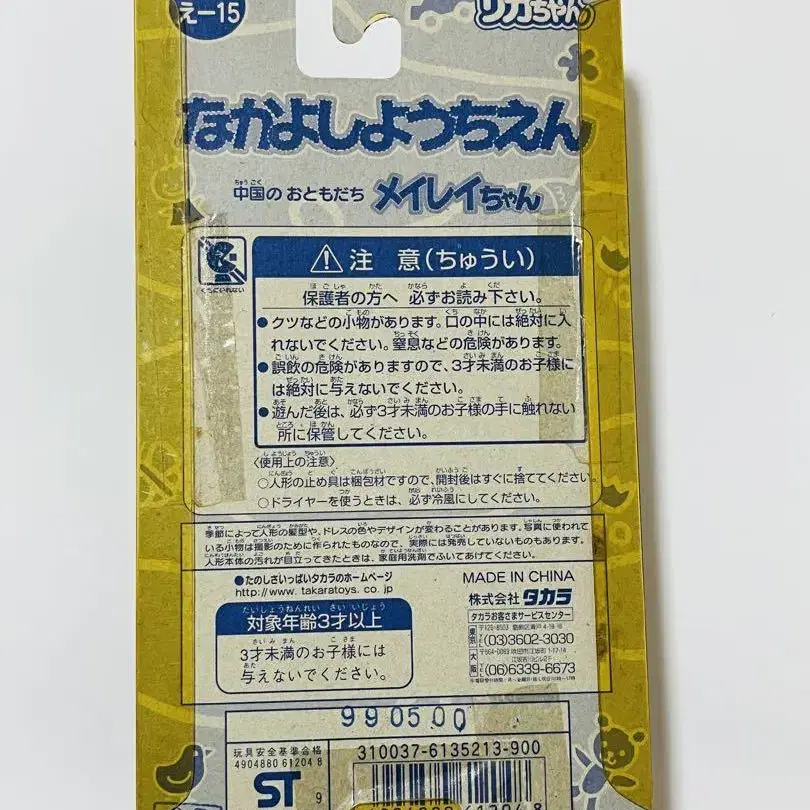 え-15
リカちゃん
なかよしようちえん
中国の おともだち メイレイちゃん
くちにいれない
注 意(ちゅうい)
保護者の方へ 必ずお読み下さい。
●クツなどの小物があります。口の中には絶対に入
れないでください。窒息などの危険があります。
●誤飲の危険がありますので、3才未満のお子様に
は絶対に与えないでください。
●遊んだ後は、必ず3才未満のお子様の手に触れない
所に保管してください。
〈使用上の注意〉
○人形の止め具は梱包材ですので、開封後はすぐに捨ててください。
○ドライヤーを使うときは、必ず冷風にしてください。
季節によって人形の髪型や、ドレスの色やデザインが変わることがあります。写真に使われて
いる小物は撮影のために作られたものなので、実際には発売していないものもあります。
人形本体の汚れが目立ってきたときは、家庭用洗剤でふいてあげてください。
●たのしさいっぱいタカラのホームページ
http://www.takaratoys.co.jp
対象年齢3才以上
3才未満のお子様には
与えないでください。
MADE IN CHINA
株式会社 タカラ
タカラお客さまサービスセンター
東京
(03)3602-3030
大阪
(06)6339-6673
990500
玩具安全基準合格
4904880 61204 8
ST
9
310037-6135213-900